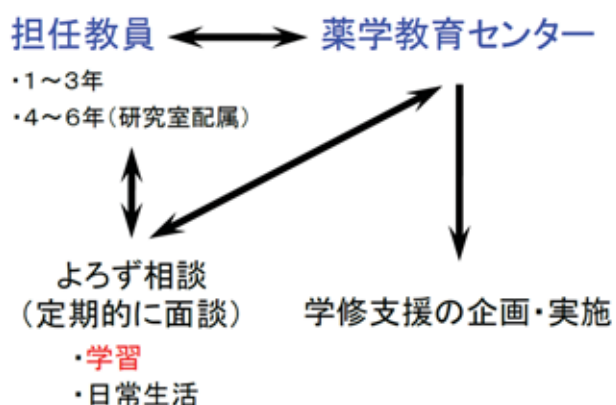 担任教員
薬学教育センター
・1～3年
・4～6年(研究室配属)
よろず相談
(定期的に面談)
・学習
・日常生活
学修支援の企画・実施